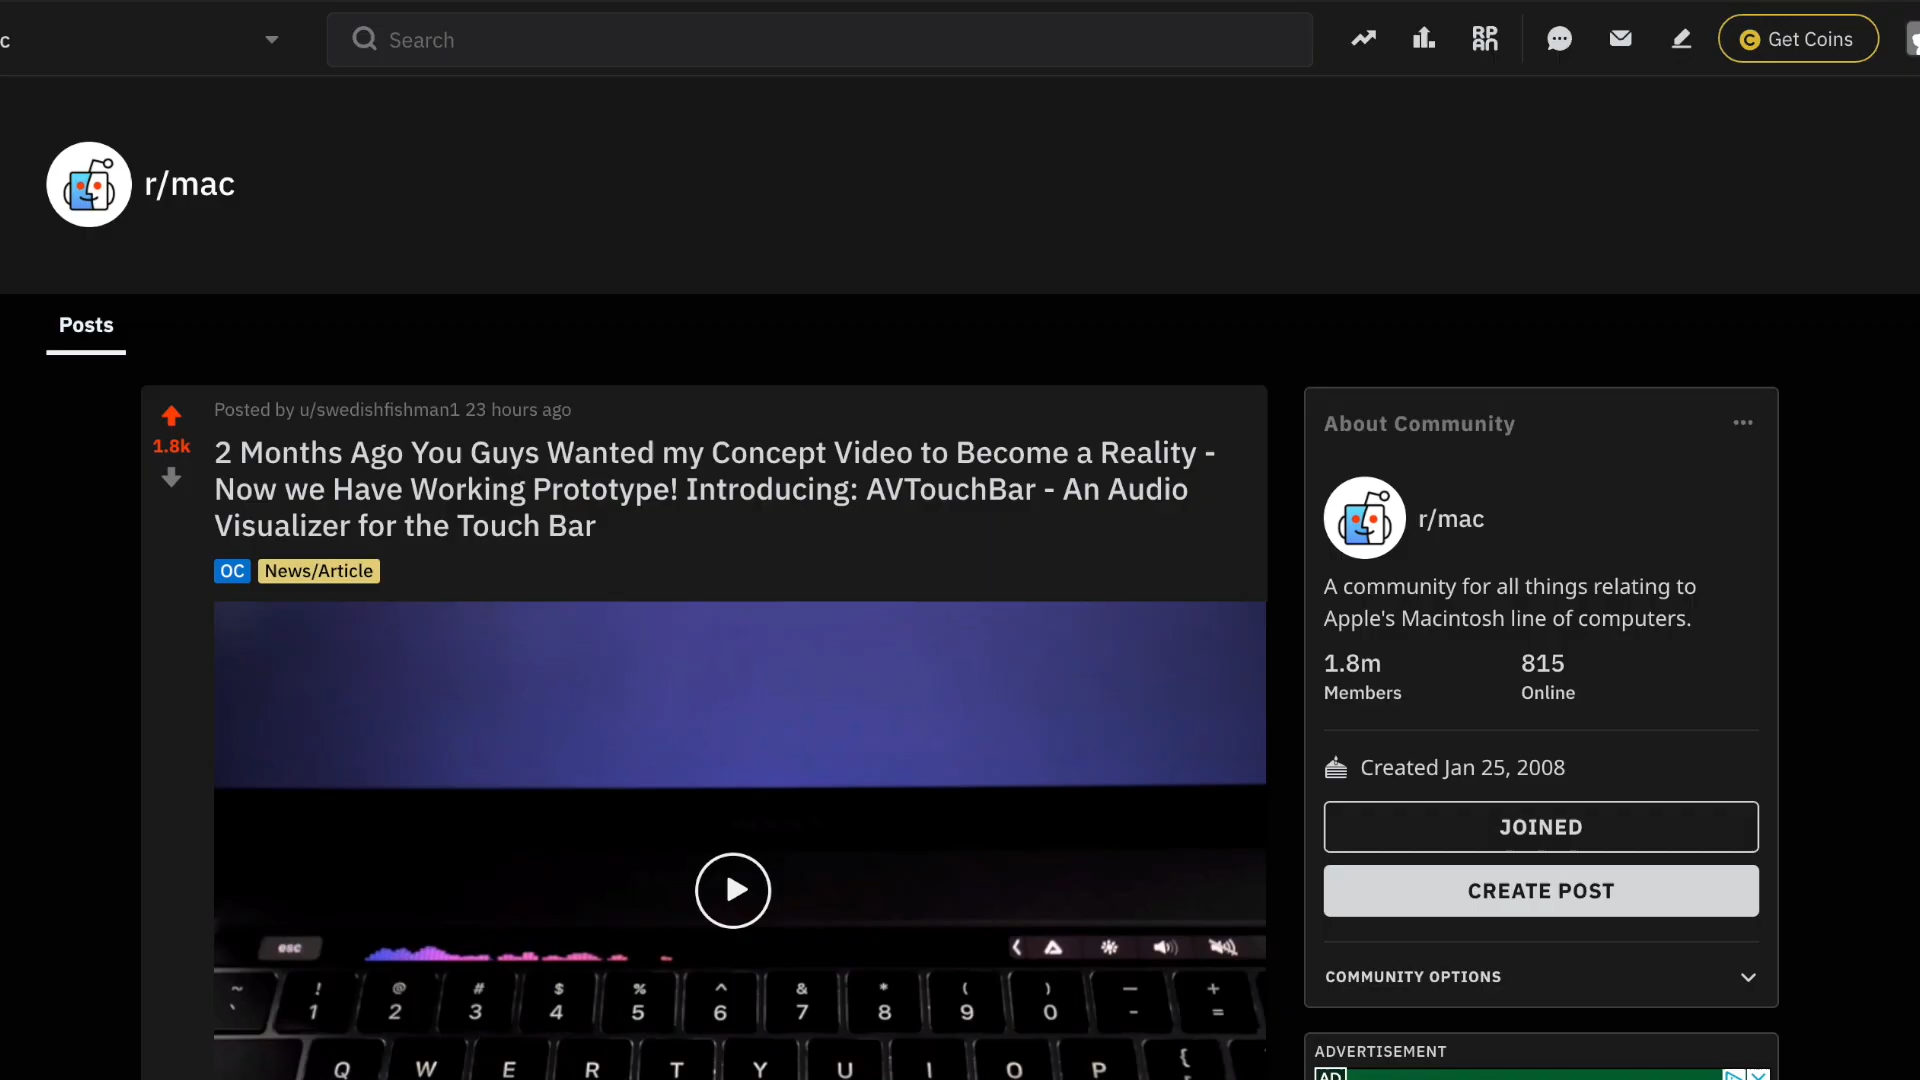 c
Search
RPAN
Get Coins
r/mac
Posts
Posted by u/swedishfishman1 23 hours ago
1.8k
2 Months Ago You Guys Wanted my Concept Video to Become a Reality -
Now we Have Working Prototype! Introducing: AVTouchBar - An Audio
Visualizer for the Touch Bar
OC News/Article
esc
~ ! @ # $ % ^ & * ( ) — +
` 1 2 3 4 5 6 7 8 9 0 - =
Q W E R T Y U I O P {
About Community
r/mac
A community for all things relating to
Apple's Macintosh line of computers.
1.8m 815
Members Online
Created Jan 25, 2008
JOINED
CREATE POST
COMMUNITY OPTIONS
ADVERTISEMENT
AD